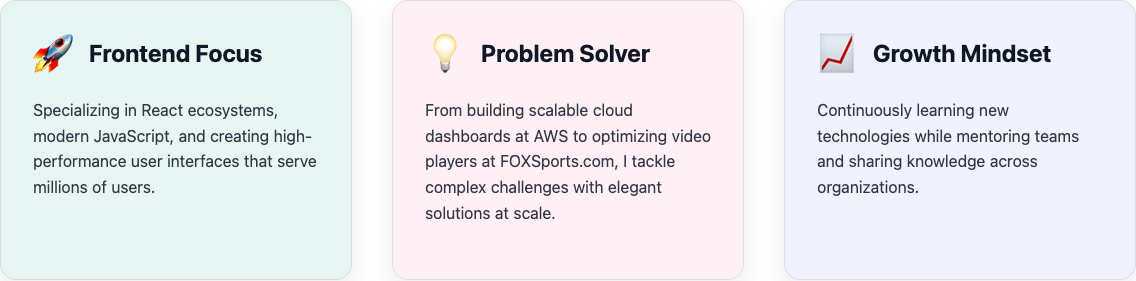 Frontend Focus
Specializing in React ecosystems,
modern JavaScript, and creating high-
performance user interfaces that serve
millions of users.
Problem Solver
From building scalable cloud
dashboards at AWS to optimizing video
players at FOXSports.com, I tackle
complex challenges with elegant
solutions at scale.
Growth Mindset
Continuously learning new
technologies while mentoring teams
and sharing knowledge across
organizations.